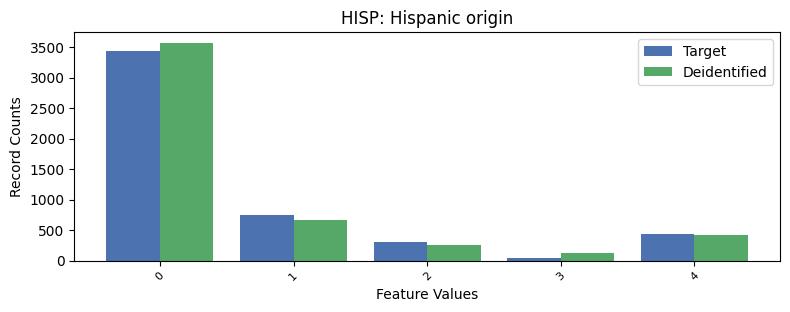 HISP: Hispanic origin
Target
Deidentified
Record Counts
3500
3000
2500
2000
1500
1000
500
0
0 1 2 3 4
Feature Values